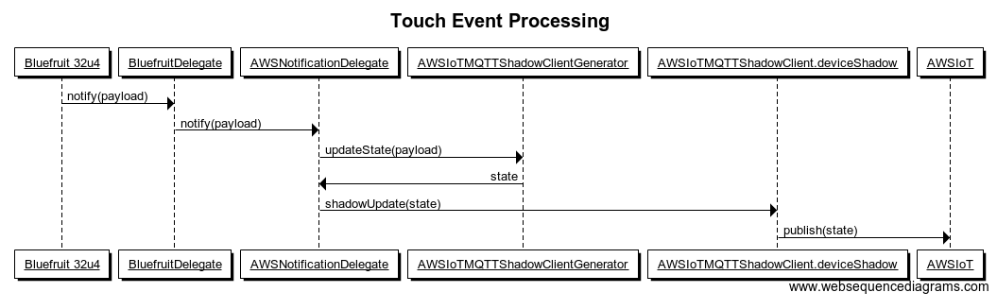 Touch Event Processing
Bluefruit 32u4 BluefruitDelegate AWSNotificationDelegate AWSIoTMQTTShadowClientGenerator AWSIoTMQTTShadowClient.deviceShadow AWSIoT
notify(payload)
notify(payload)
updateState(payload)
state
shadowUpdate(state)
publish(state)
Bluefruit 32u4 BluefruitDelegate AWSNotificationDelegate AWSIoTMQTTShadowClientGenerator AWSIoTMQTTShadowClient.deviceShadow AWSIoT
www.websequencediagrams.com